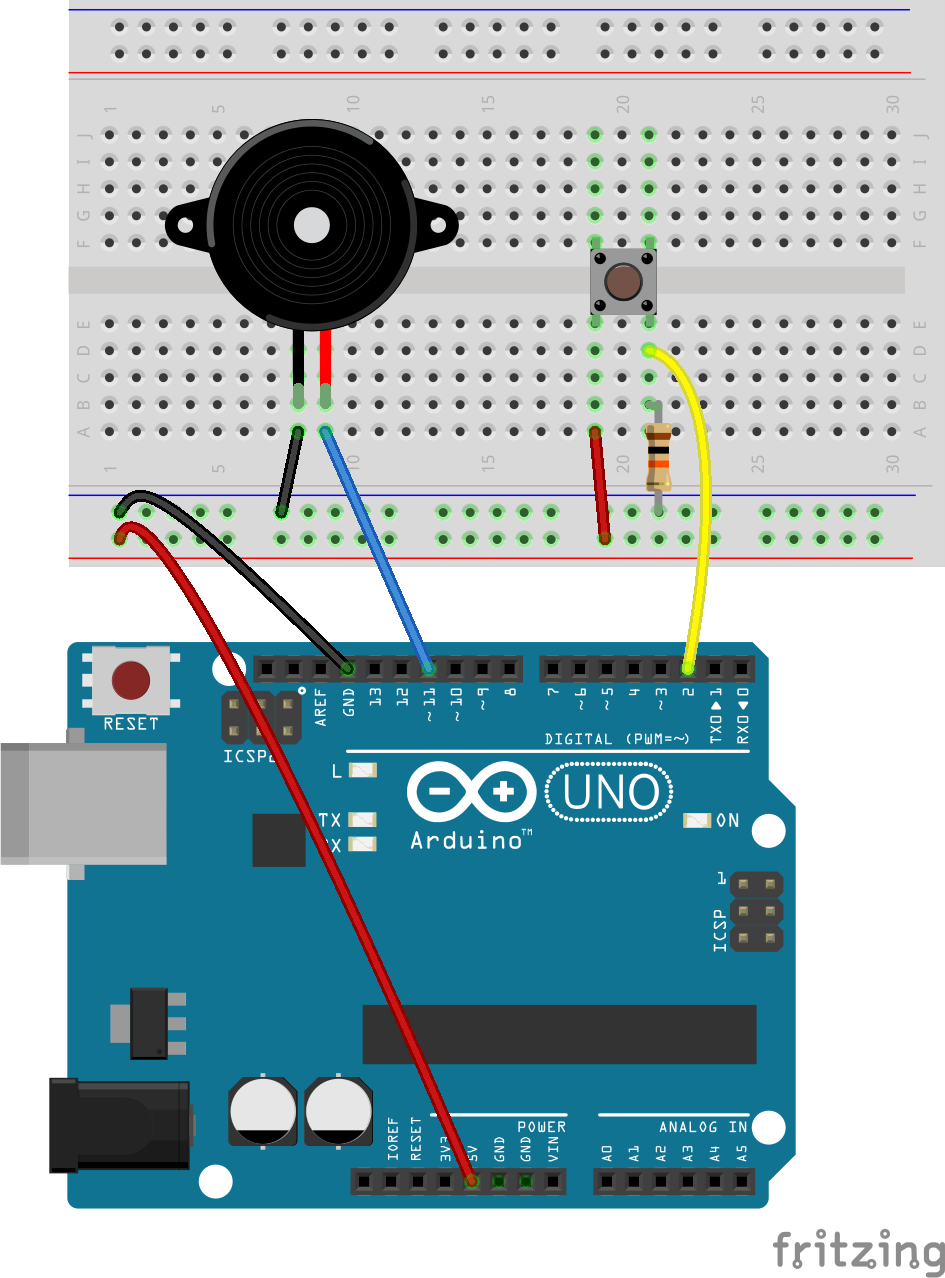 1 5 10 15 20 25 30
J J
I I
H H
G G
F F
E E
D D
C C
B B
A A
1 5 10 15 20 25 30
RESET
AREF GND 13 12 ~11 ~10 ~9 8 7 ~6 ~5 4 ~3 2 TX0▶1 RX0◀0
DIGITAL (PWM=~)
L
TX
Arduino™
UNO
ON
1
ICSP
POWER
ANALOG IN
IOREF RESET 3V3 5V GND GND VIN A0 A1 A2 A3 A4 A5
fritzing